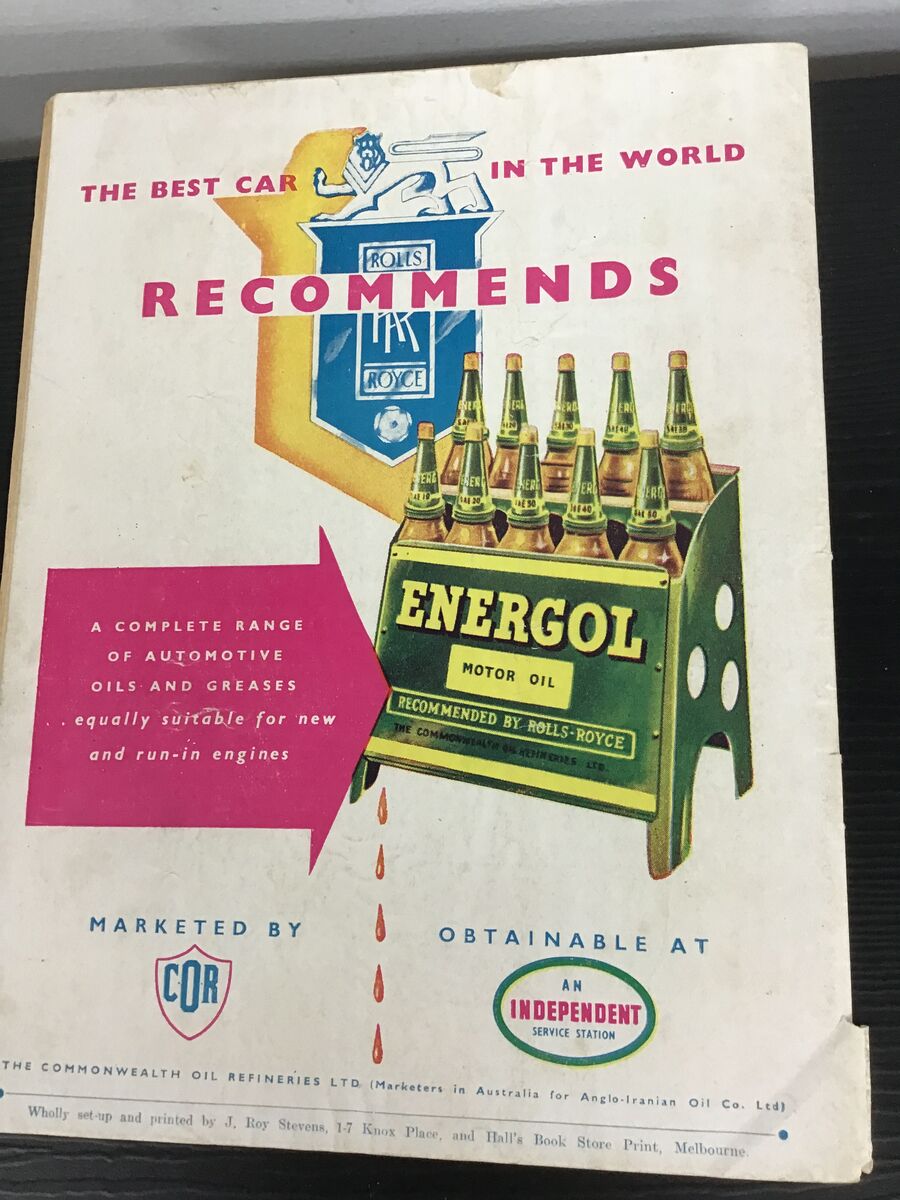 THE BEST CAR IN THE WORLD
ROLLS
RECOMMENDS
RR
ROYCE
ENERGOL
MOTOR OIL
RECOMMENDED BY ROLLS-ROYCE
THE COMMONWEALTH OIL REFINERIES LTD.
A COMPLETE RANGE
OF AUTOMOTIVE
OILS AND GREASES
..equally suitable for new
and run-in engines
MARKETED BY
COR
OBTAINABLE AT
AN
INDEPENDENT
SERVICE STATION
THE COMMONWEALTH OIL REFINERIES LTD (Marketers in Australia for Anglo-Iranian Oil Co. Ltd)
Wholly set-up and printed by J. Roy Stevens, 1-7 Knox Place, and Hall's Book Store Print, Melbourne.